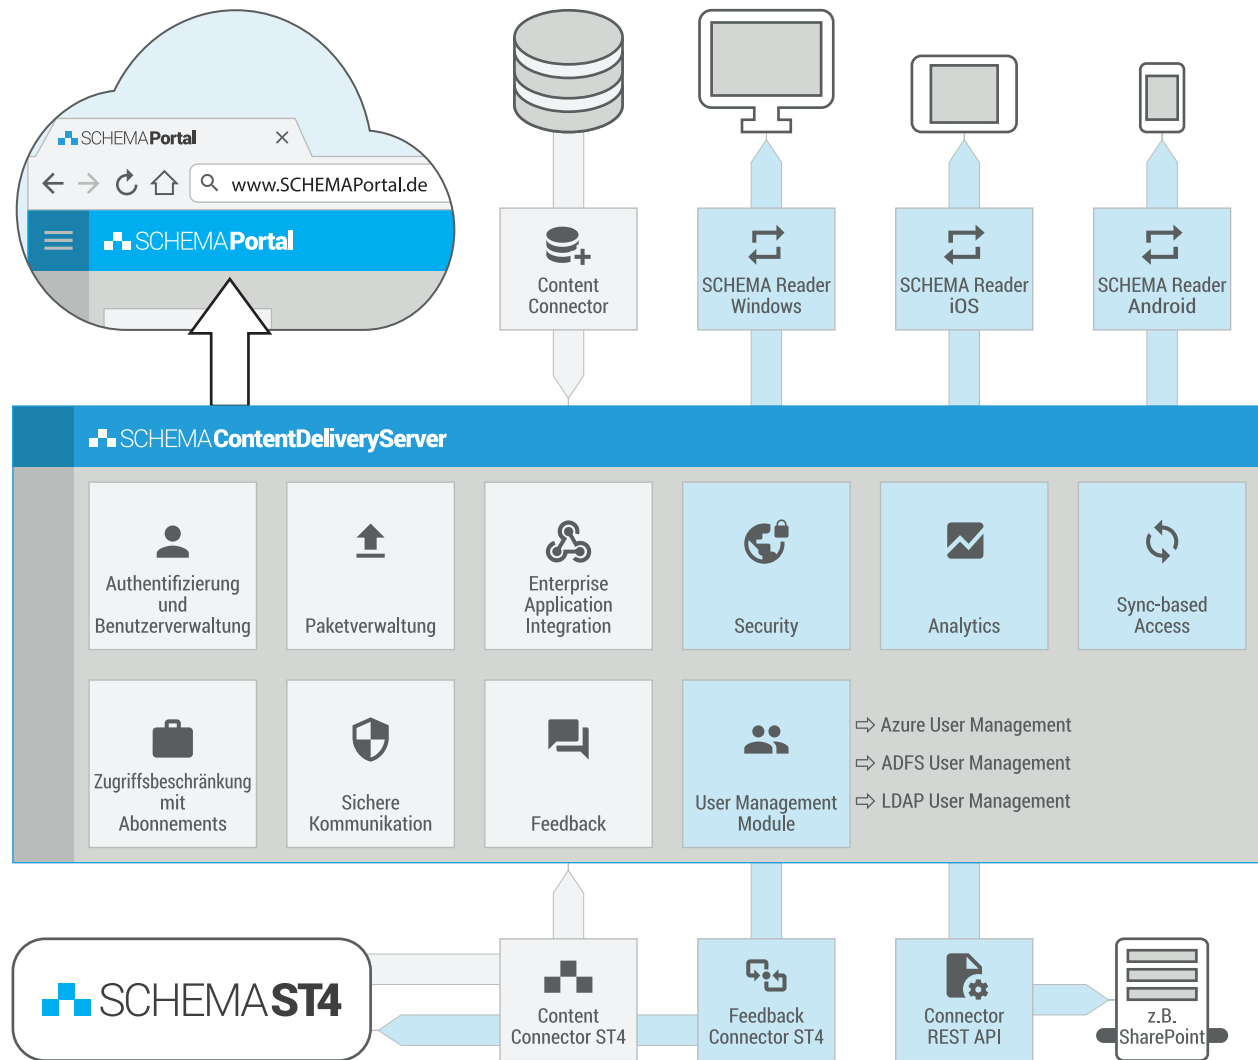 SCHEMAPortal
www.SCHEMAPortal.de
SCHEMAPortal
Content
Connector
SCHEMA Reader
Windows
SCHEMA Reader
iOS
SCHEMA Reader
Android
SCHEMAContentDeliveryServer
Authentifizierung
und
Benutzerverwaltung
Paketverwaltung
Enterprise
Application
Integration
Security
Analytics
Sync-based
Access
Zugriffsbeschränkung
mit
Abonnements
Sichere
Kommunikation
Feedback
User Management
Module
Azure User Management
ADFS User Management
LDAP User Management
SCHEMAST4
Content
Connector ST4
Feedback
Connector ST4
Connector
REST API
z.B.
SharePoint